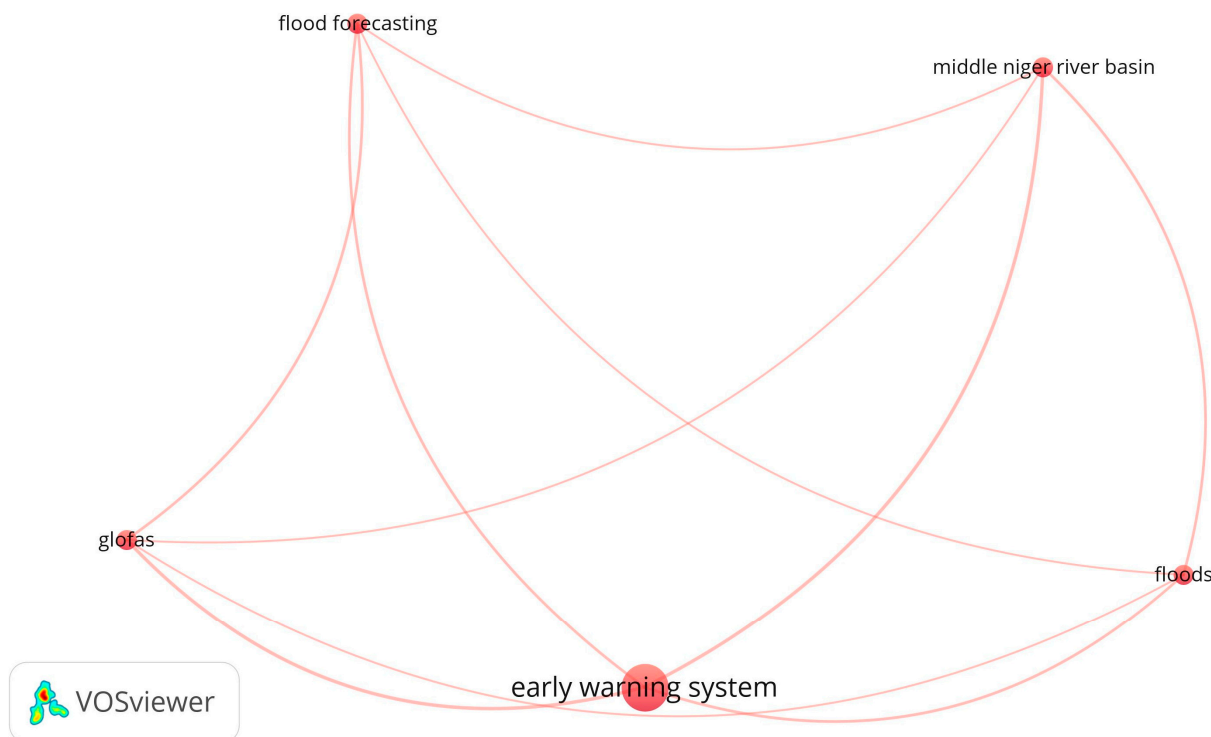 flood forecasting
middle niger river basin
glofas
floods
early warning system
VOSviewer